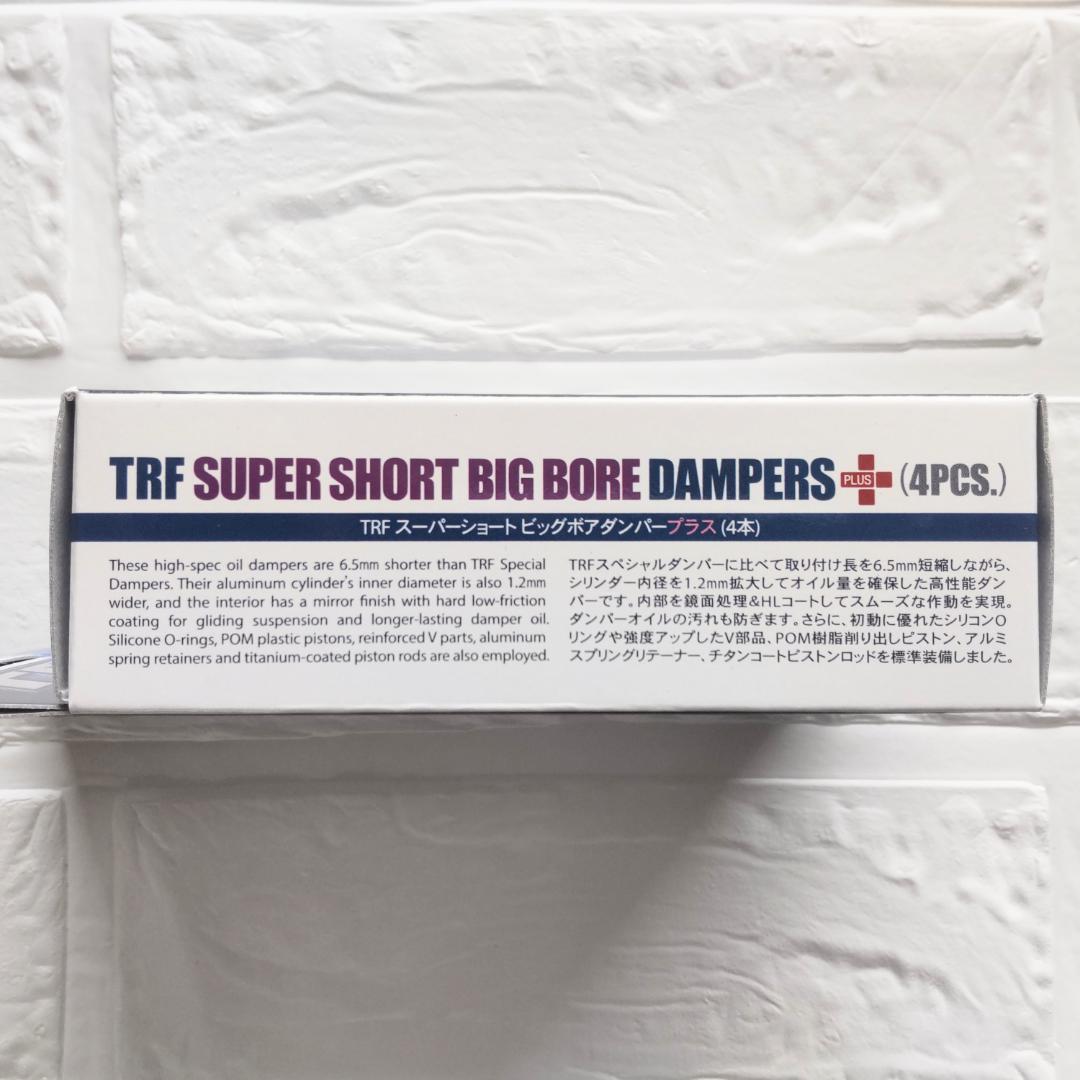 TRF SUPER SHORT BIG BORE DAMPERS PLUS (4PCS.)
TRF スーパーショート ビッグボアダンパープラス (4本)
These high-spec oil dampers are 6.5mm shorter than TRF Special
Dampers. Their aluminum cylinder's inner diameter is also 1.2mm
wider, and the interior has a mirror finish with hard low-friction
coating for gliding suspension and longer-lasting damper oil.
Silicone O-rings, POM plastic pistons, reinforced V parts, aluminum
spring retainers and titanium-coated piston rods are also employed.
TRFスペシャルダンパーに比べて取り付け長を6.5mm短縮しながら、
シリンダー内径を1.2mm拡大してオイル量を確保した高性能ダン
パーです。内部を鏡面処理&HLコートしてスムーズな作動を実現。
ダンパーオイルの汚れも防ぎます。さらに、初動に優れたシリコンO
リングや強度アップしたV部品、POM樹脂削り出しピストン、アルミ
スプリングリテーナー、チタンコートピストンロッドを標準装備しました。